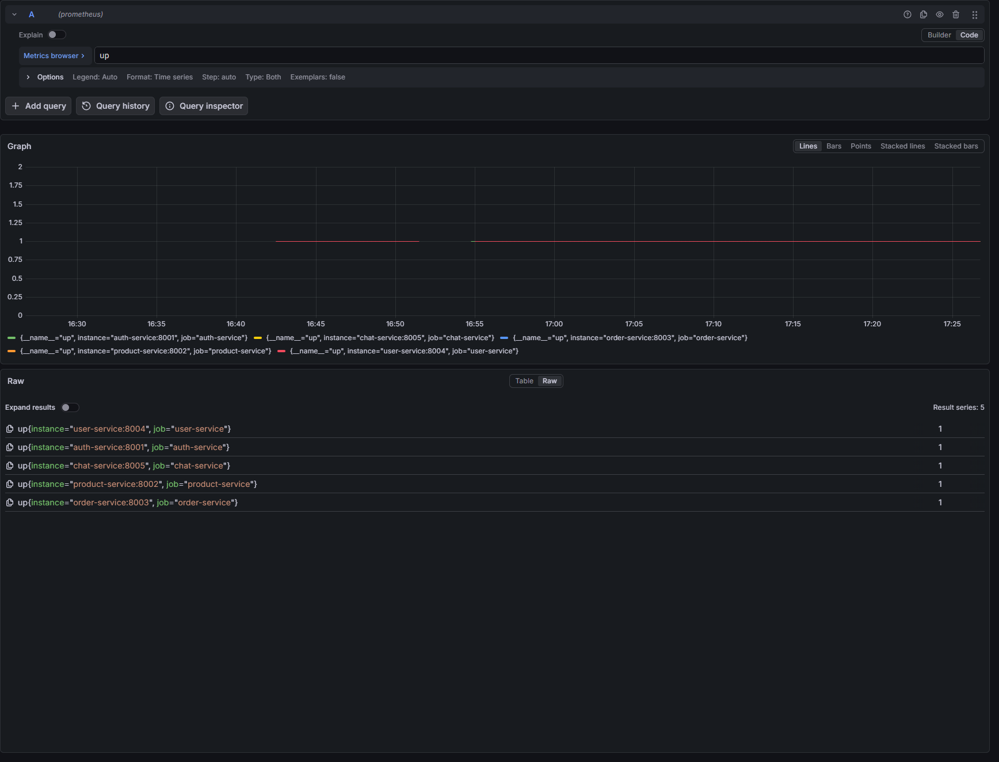 A (prometheus)
Explain
Builder Code
Metrics browser > up
Options Legend: Auto Format: Time series Step: auto Type: Both Exemplars: false
+ Add query Query history Query inspector
Graph
Lines Bars Points Stacked lines Stacked bars
2
1.75
1.5
1.25
1
0.75
0.5
0.25
0
16:30 16:35 16:40 16:45 16:50 16:55 17:00 17:05 17:10 17:15 17:20 17:25
{__name__="up", instance="auth-service:8001", job="auth-service"} {__name__="up", instance="chat-service:8005", job="chat-service"} {__name__="up", instance="order-service:8003", job="order-service"}
{__name__="up", instance="product-service:8002", job="product-service"} {__name__="up", instance="user-service:8004", job="user-service"}
Raw
Table Raw
Expand results
Result series: 5
up{instance="user-service:8004", job="user-service"} 1
up{instance="auth-service:8001", job="auth-service"} 1
up{instance="chat-service:8005", job="chat-service"} 1
up{instance="product-service:8002", job="product-service"} 1
up{instance="order-service:8003", job="order-service"} 1